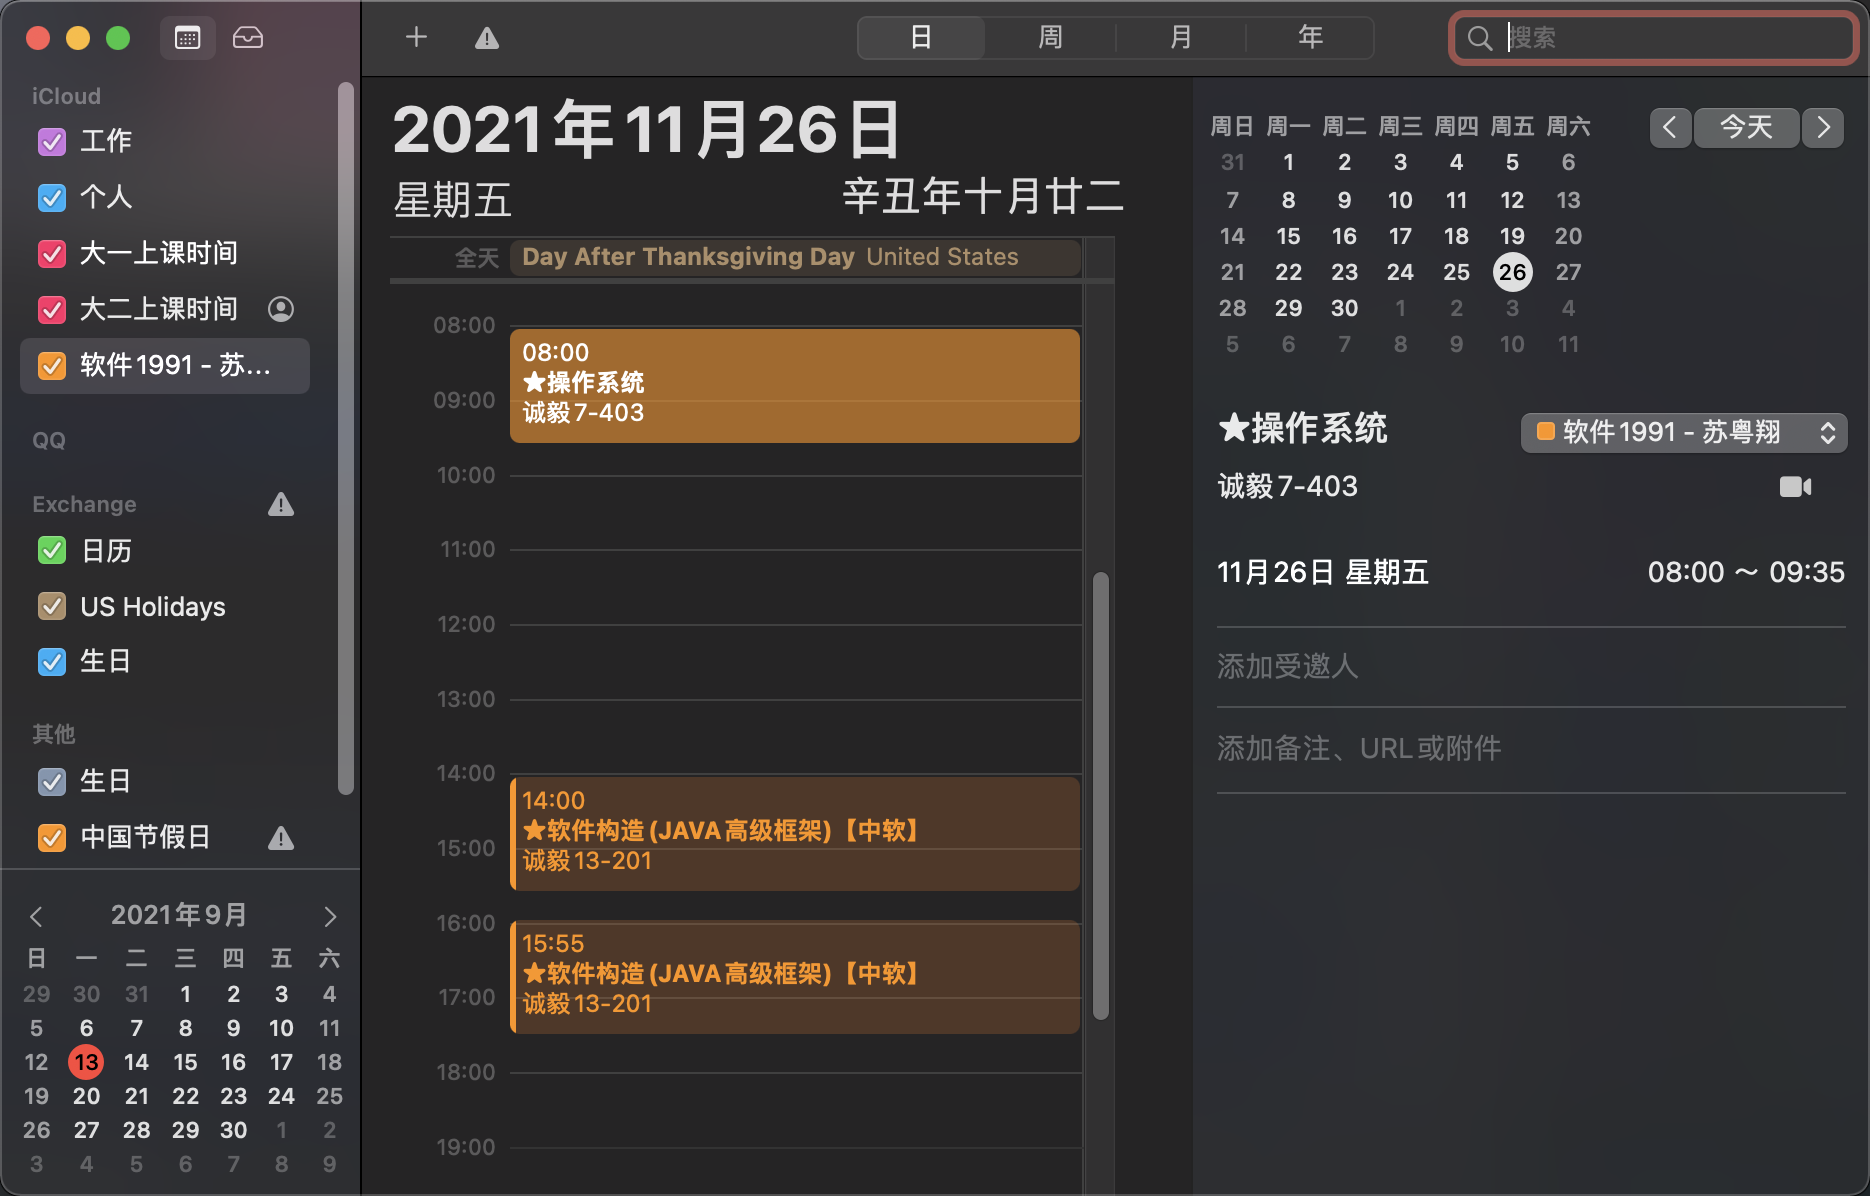 iCloud
工作
个人
大一上课时间
大二上课时间
软件1991 - 苏...
QQ
Exchange
日历
US Holidays
生日
其他
生日
中国节假日
2021年9月
日 一 二 三 四 五 六
29 30 31 1 2 3 4
5 6 7 8 9 10 11
12 13 14 15 16 17 18
19 20 21 22 23 24 25
26 27 28 29 30 1 2
3 4 5 6 7 8 9
日 周 月 年
搜索
2021年11月26日
星期五 辛丑年十月廿二
全天 Day After Thanksgiving Day United States
08:00
08:00
★操作系统
09:00
诚毅7-403
10:00
11:00
12:00
13:00
14:00
14:00
★软件构造(JAVA高级框架)【中软】
15:00
诚毅13-201
16:00
15:55
★软件构造(JAVA高级框架)【中软】
17:00
诚毅13-201
18:00
19:00
周日 周一 周二 周三 周四 周五 周六
今天
31 1 2 3 4 5 6
7 8 9 10 11 12 13
14 15 16 17 18 19 20
21 22 23 24 25 26 27
28 29 30 1 2 3 4
5 6 7 8 9 10 11
★操作系统
软件1991 - 苏粤翔
诚毅7-403
11月26日 星期五 08:00 ～ 09:35
添加受邀人
添加备注、URL或附件